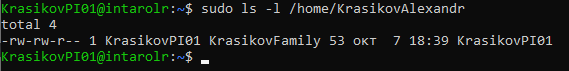 KrasikovPI01@intarolr:~$ sudo ls -l /home/KrasikovAlexandr
total 4
-rw-rw-r-- 1 KrasikovPI01 KrasikovFamily 53 окт  7 18:39 KrasikovPI01
KrasikovPI01@intarolr:~$